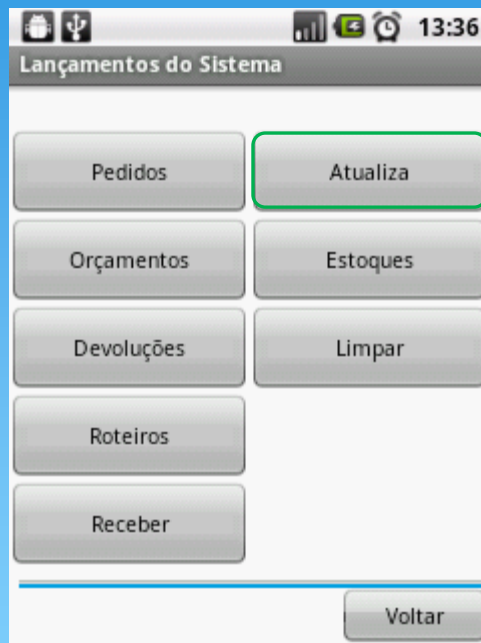 13:36
Lançamentos do Sistema
Pedidos
Atualiza
Orçamentos
Estoques
Devoluções
Limpar
Roteiros
Receber
Voltar